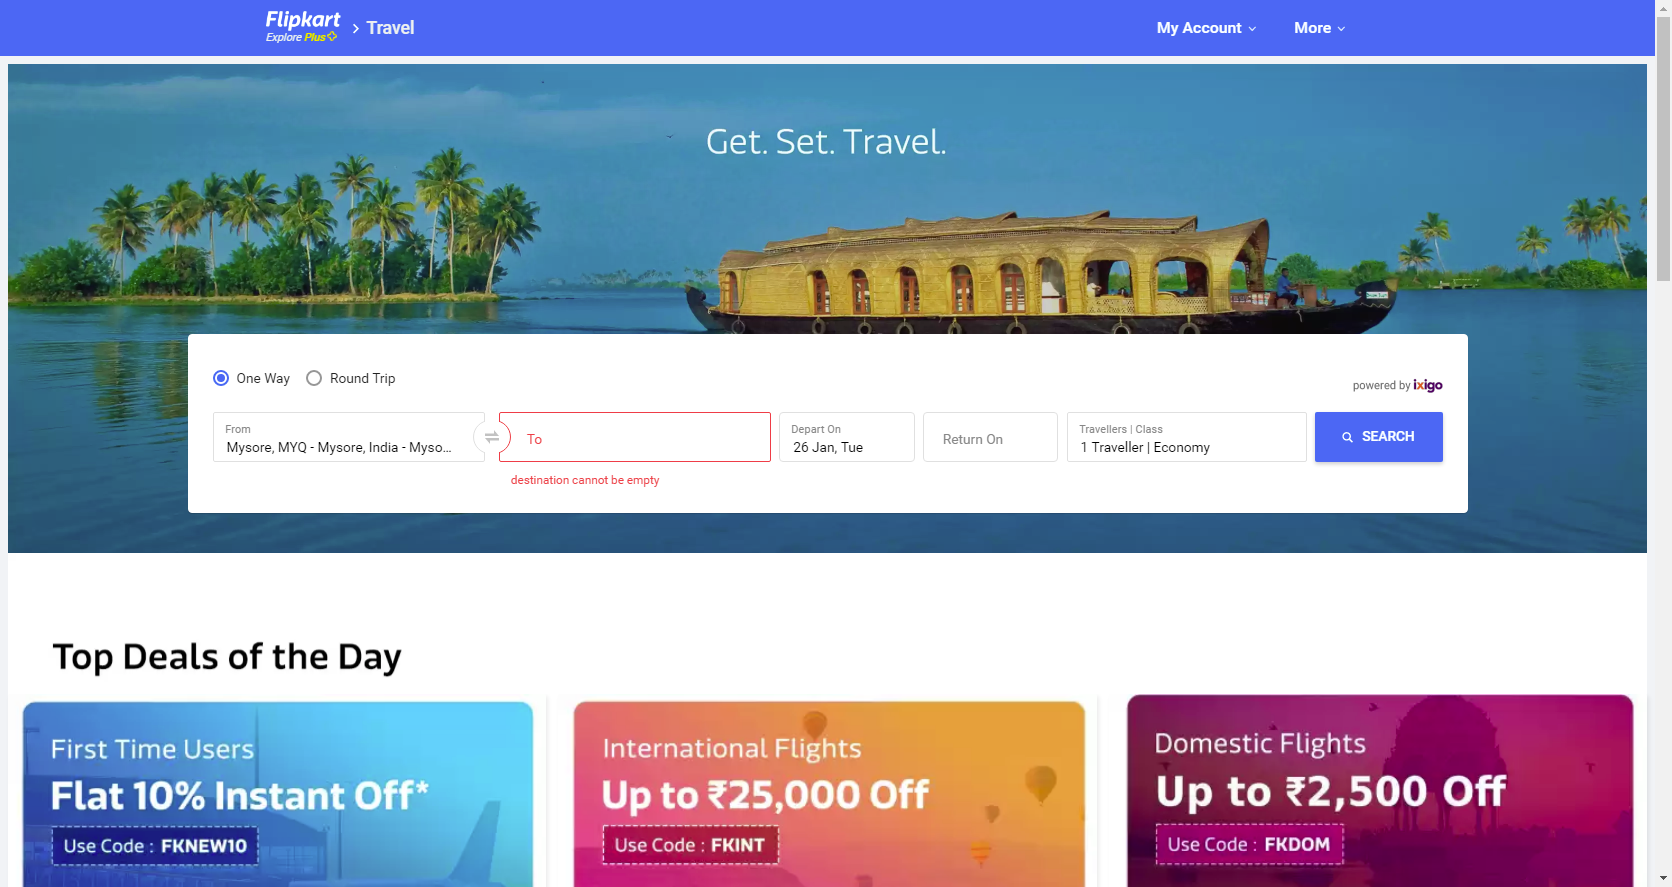 Flipkart
Explore Plus
Travel
My Account
More
Get. Set. Travel.
One Way
Round Trip
powered by ixigo
From
Mysore, MYQ - Mysore, India - Myso...
To
Depart On
26 Jan, Tue
Return On
Travellers | Class
1 Traveller | Economy
SEARCH
destination cannot be empty
Top Deals of the Day
First Time Users
Flat 10% Instant Off*
Use Code : FKNEW10
International Flights
Up to ₹25,000 Off
Use Code : FKINT
Domestic Flights
Up to ₹2,500 Off
Use Code : FKDOM